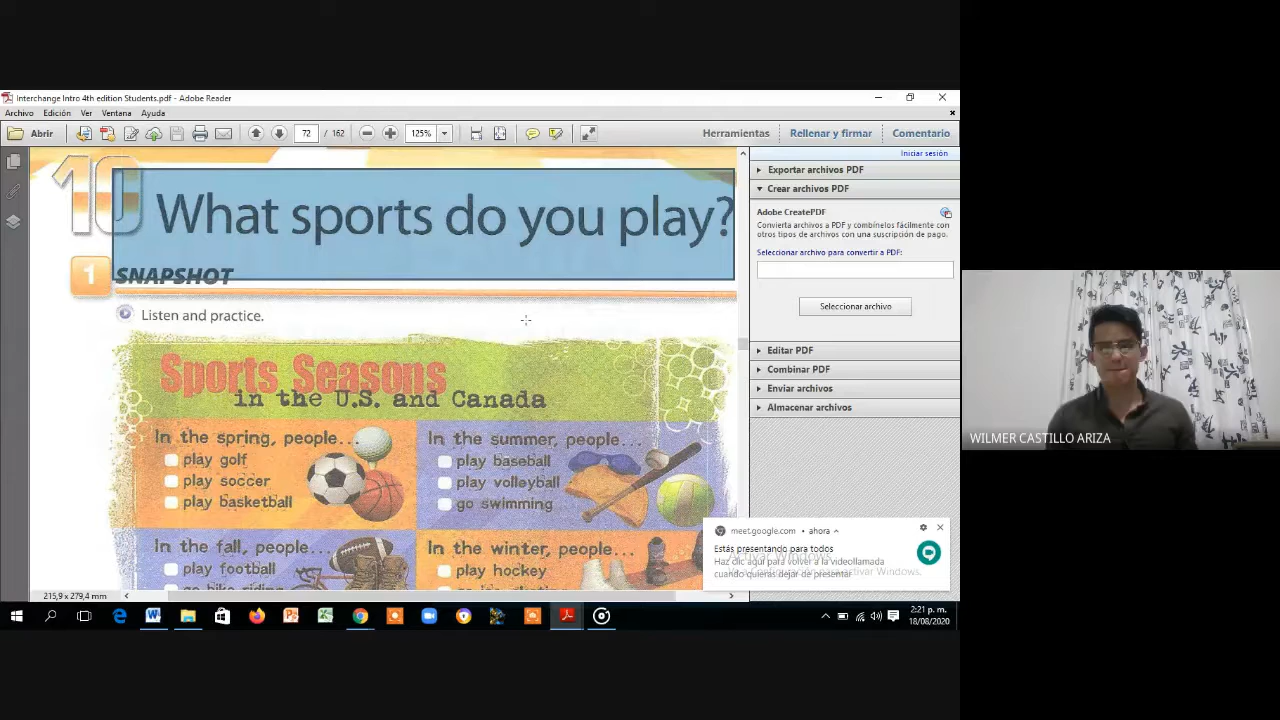 Interchange Intro 4th edition Students.pdf - Adobe Reader
Archivo Edición Ver Ventana Ayuda
Abrir 72 / 162 125% Herramientas Rellenar y firmar Comentario
Iniciar sesión
Exportar archivos PDF
Crear archivos PDF
Adobe CreatePDF
Convierta archivos a PDF y combínelos fácilmente con
otros tipos de archivos con una suscripción de pago.
Seleccionar archivo para convertir a PDF:
Seleccionar archivo
Editar PDF
Combinar PDF
Enviar archivos
Almacenar archivos
10 What sports do you play?
1 SNAPSHOT
Listen and practice.
Sports Seasons
in the U.S. and Canada
In the spring, people...
play golf
play soccer
play basketball
In the summer, people...
play baseball
play volleyball
go swimming
In the fall, people...
play football
go bike riding
In the winter, people...
play hockey
meet.google.com • ahora
Estás presentando para todos
Haz clic aquí para volver a la videollamada
cuando quieras dejar de presentar
Activar Windows
activar Windows.
215,9 x 279,4 mm
2:21 p. m.
18/08/2020
WILMER CASTILLO ARIZA